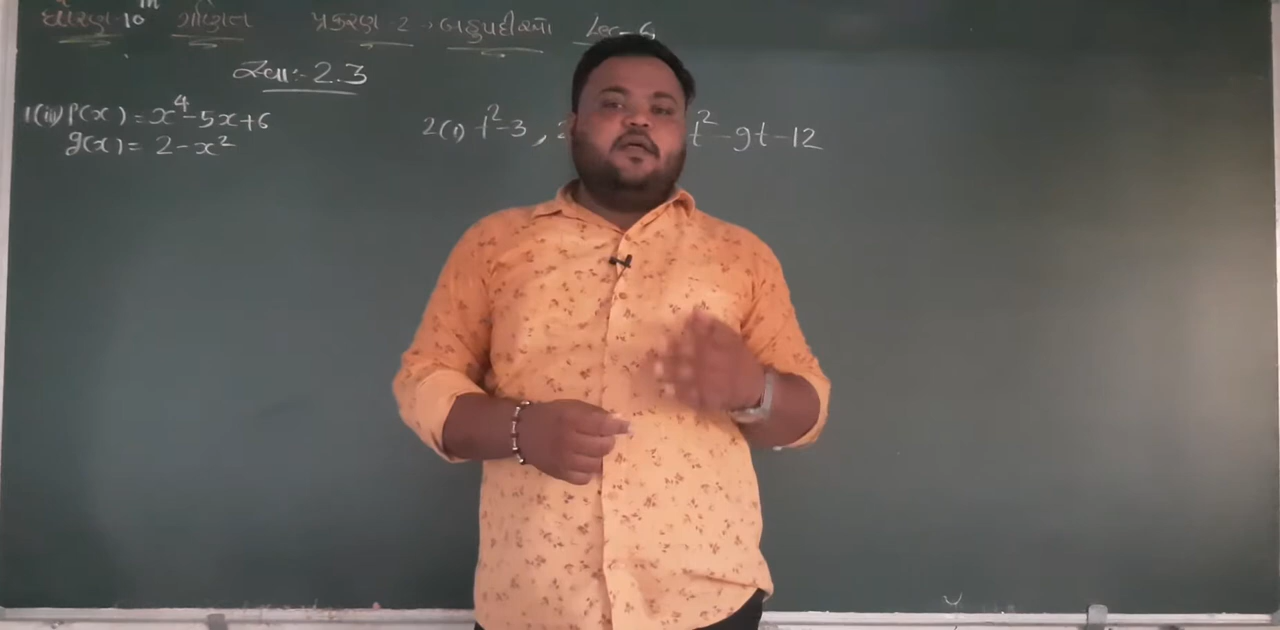 ધોરણ-10 ગણિત પ્રકરણ-2 → બહુપદીઓ Lec-6
સ્વા:-2.3
1(iii) P(x) = x⁴-5x+6
g(x) = 2-x²
2(i) t²-3, 2 t²-9t-12